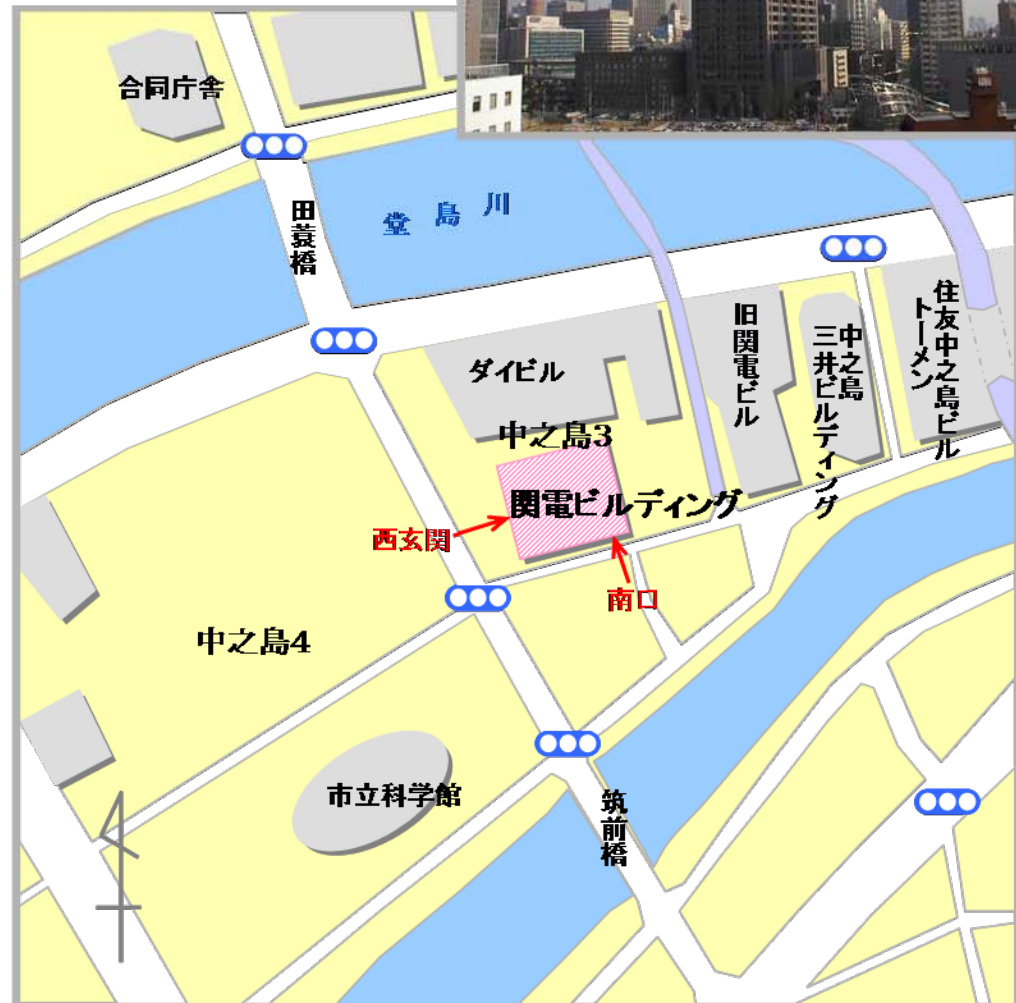 合同庁舎
田蓑橋
堂島川
ダイビル
中之島3
関電ビルディング
西玄関
南口
旧関電ビル
中之島
三井ビルディング
住友中之島ビル
トーメン
中之島4
市立科学館
筑前橋